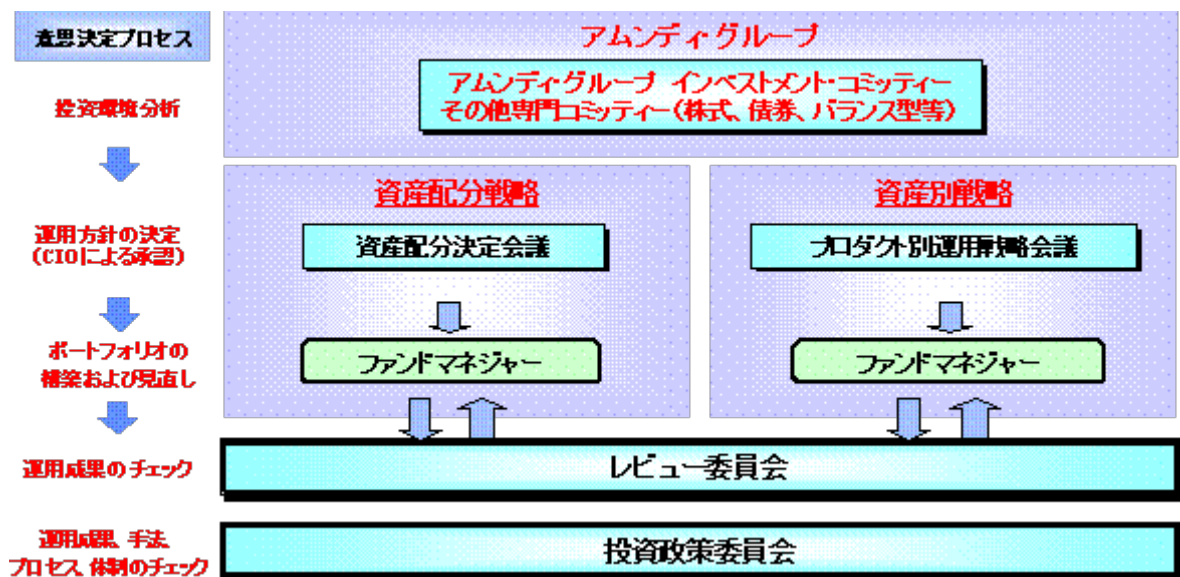 意思決定プロセス
アムンディ・グループ
アムンディ・グループ インベストメント・コミッティー
その他専門コミッティー(株式、債券、バランス型等)
投資環境分析
資産配分戦略
資産別戦略
運用方針の決定
(CIOによる承認)
資産配分決定会議
プロダクト別運用戦略会議
ポートフォリオの
構築および見直し
ファンドマネジャー
ファンドマネジャー
運用成果のチェック
レビュー委員会
運用成果、手法、
プロセス、体制のチェック
投資政策委員会